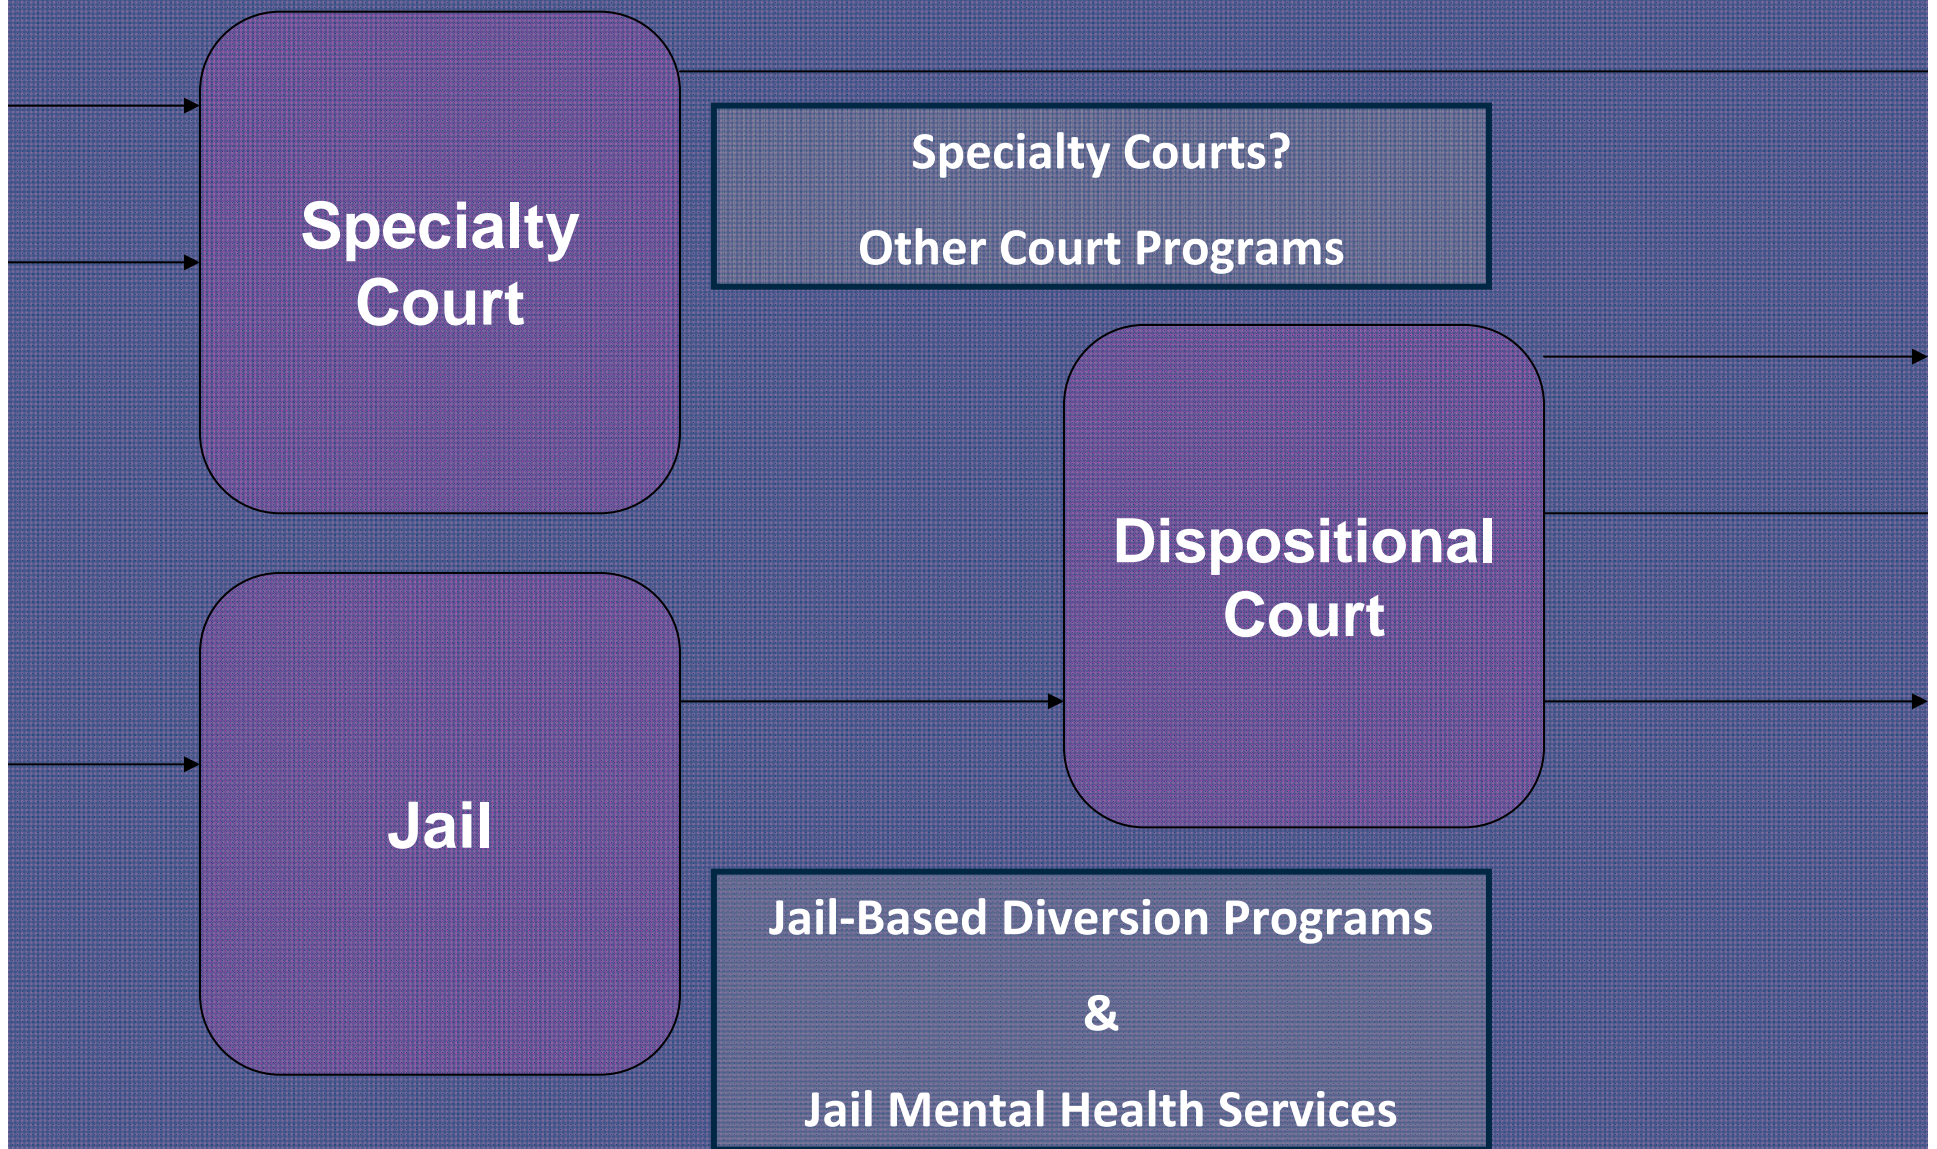 Specialty
Court
Specialty Courts?
Other Court Programs
Dispositional
Court
Jail
Jail-Based Diversion Programs
&
Jail Mental Health Services